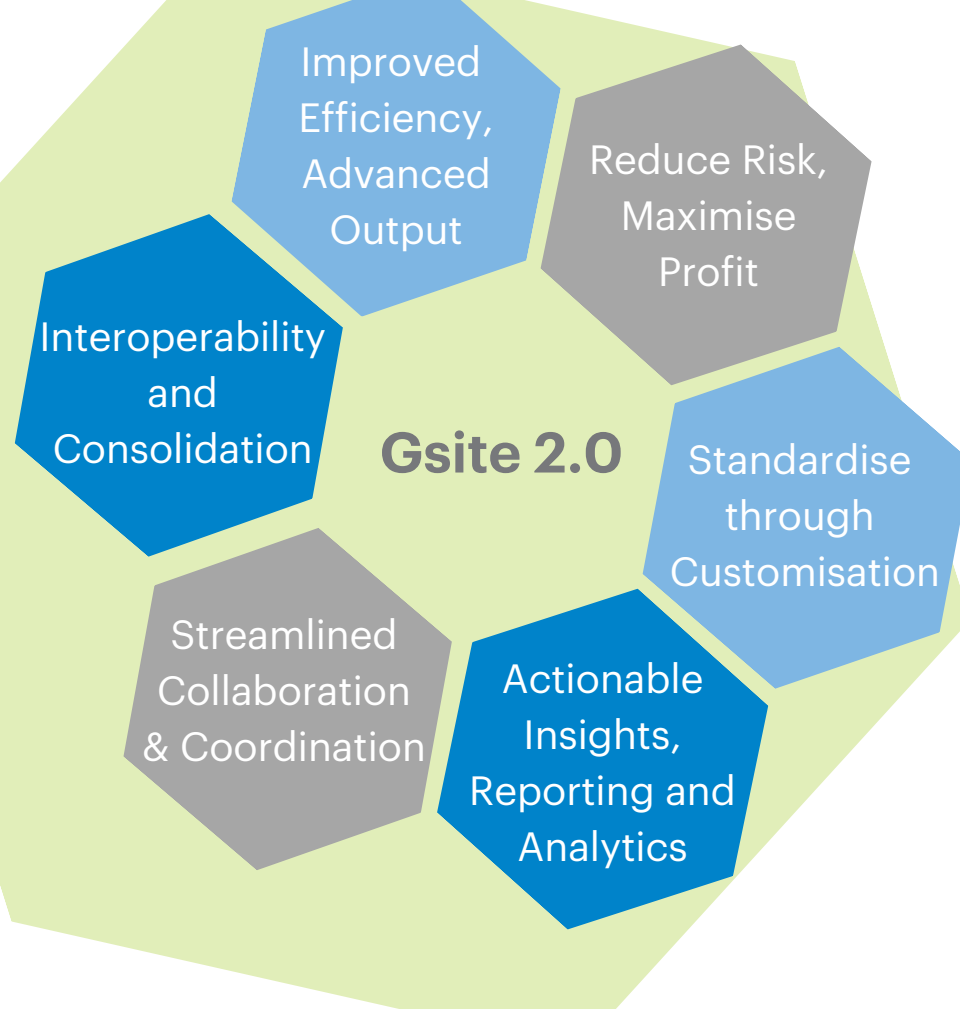 Improved
Efficiency,
Advanced
Output
Reduce Risk,
Maximise
Profit
Interoperability
and
Consolidation
Gsite 2.0
Standardise
through
Customisation
Streamlined
Collaboration
& Coordination
Actionable
Insights,
Reporting and
Analytics